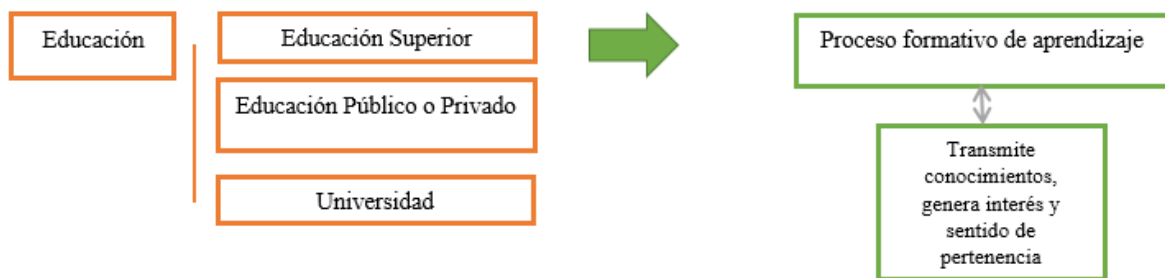 Educación
Educación Superior
Educación Público o Privado
Universidad
Proceso formativo de aprendizaje
Transmite
conocimientos,
genera interés y
sentido de
pertenencia